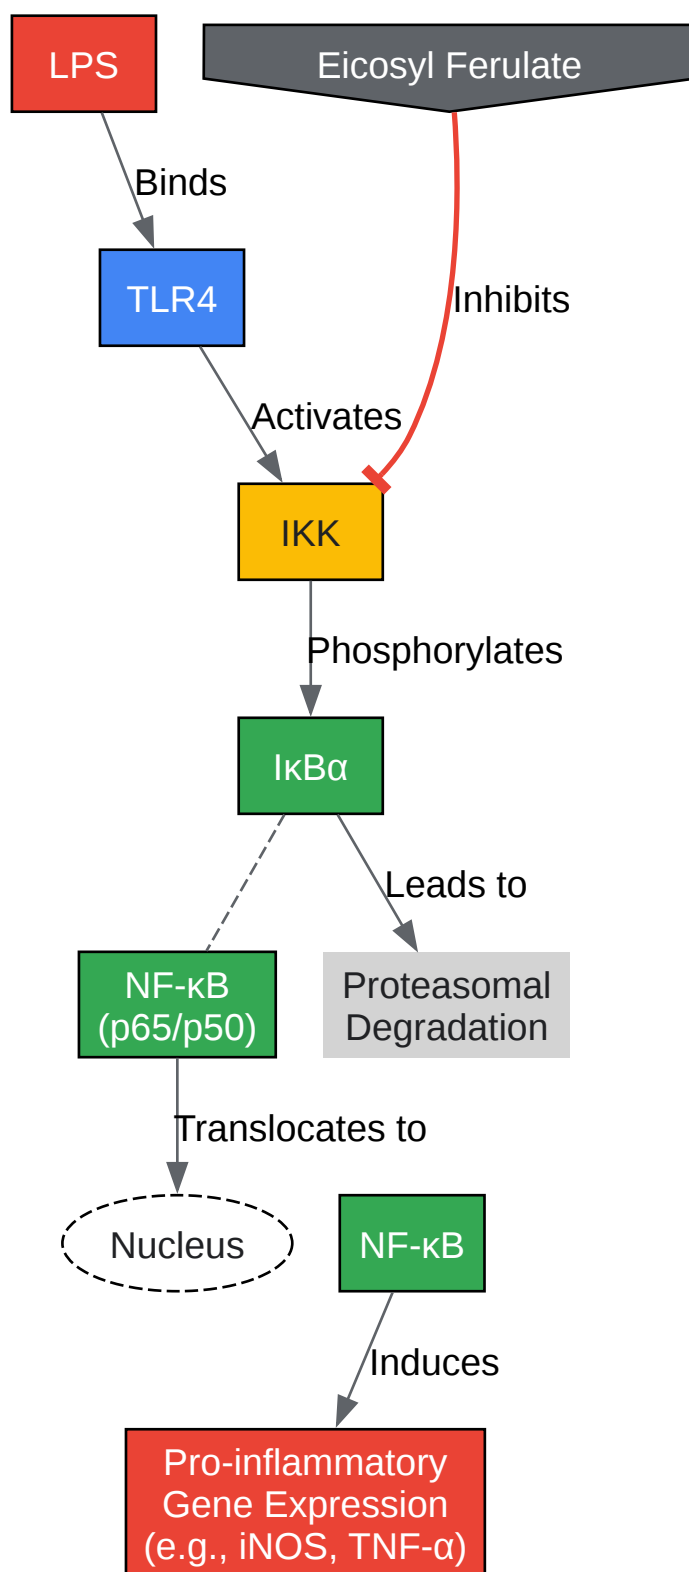 LPS
Eicosyl Ferulate
Binds
TLR4
Inhibits
Activates
IKK
Phosphorylates
IκBα
Leads to
NF-κB
(p65/p50)
Proteasomal
Degradation
Translocates to
Nucleus
NF-κB
Induces
Pro-inflammatory
Gene Expression
(e.g., iNOS, TNF-α)